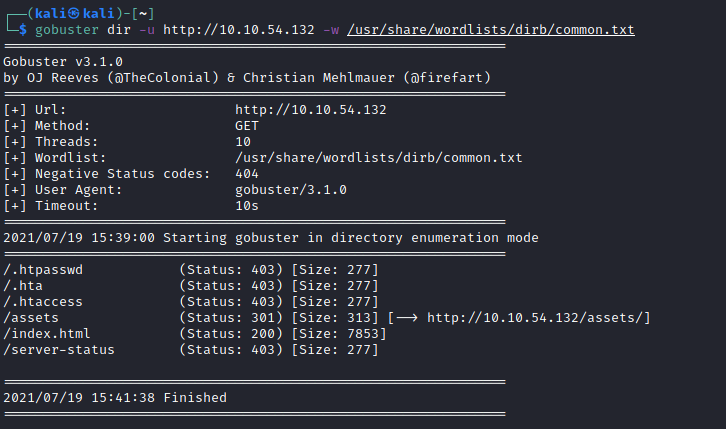 ┌──(kali㉿kali)-[~]
└─$ gobuster dir -u http://10.10.54.132 -w /usr/share/wordlists/dirb/common.txt
===============================================================
Gobuster v3.1.0
by OJ Reeves (@TheColonial) & Christian Mehlmauer (@firefart)
===============================================================
[+] Url:                     http://10.10.54.132
[+] Method:                  GET
[+] Threads:                 10
[+] Wordlist:                /usr/share/wordlists/dirb/common.txt
[+] Negative Status codes:   404
[+] User Agent:              gobuster/3.1.0
[+] Timeout:                 10s
===============================================================
2021/07/19 15:39:00 Starting gobuster in directory enumeration mode
===============================================================
/.htpasswd            (Status: 403) [Size: 277]
/.hta                 (Status: 403) [Size: 277]
/.htaccess            (Status: 403) [Size: 277]
/assets               (Status: 301) [Size: 313] [--> http://10.10.54.132/assets/]
/index.html           (Status: 200) [Size: 7853]
/server-status        (Status: 403) [Size: 277]
===============================================================
2021/07/19 15:41:38 Finished
===============================================================